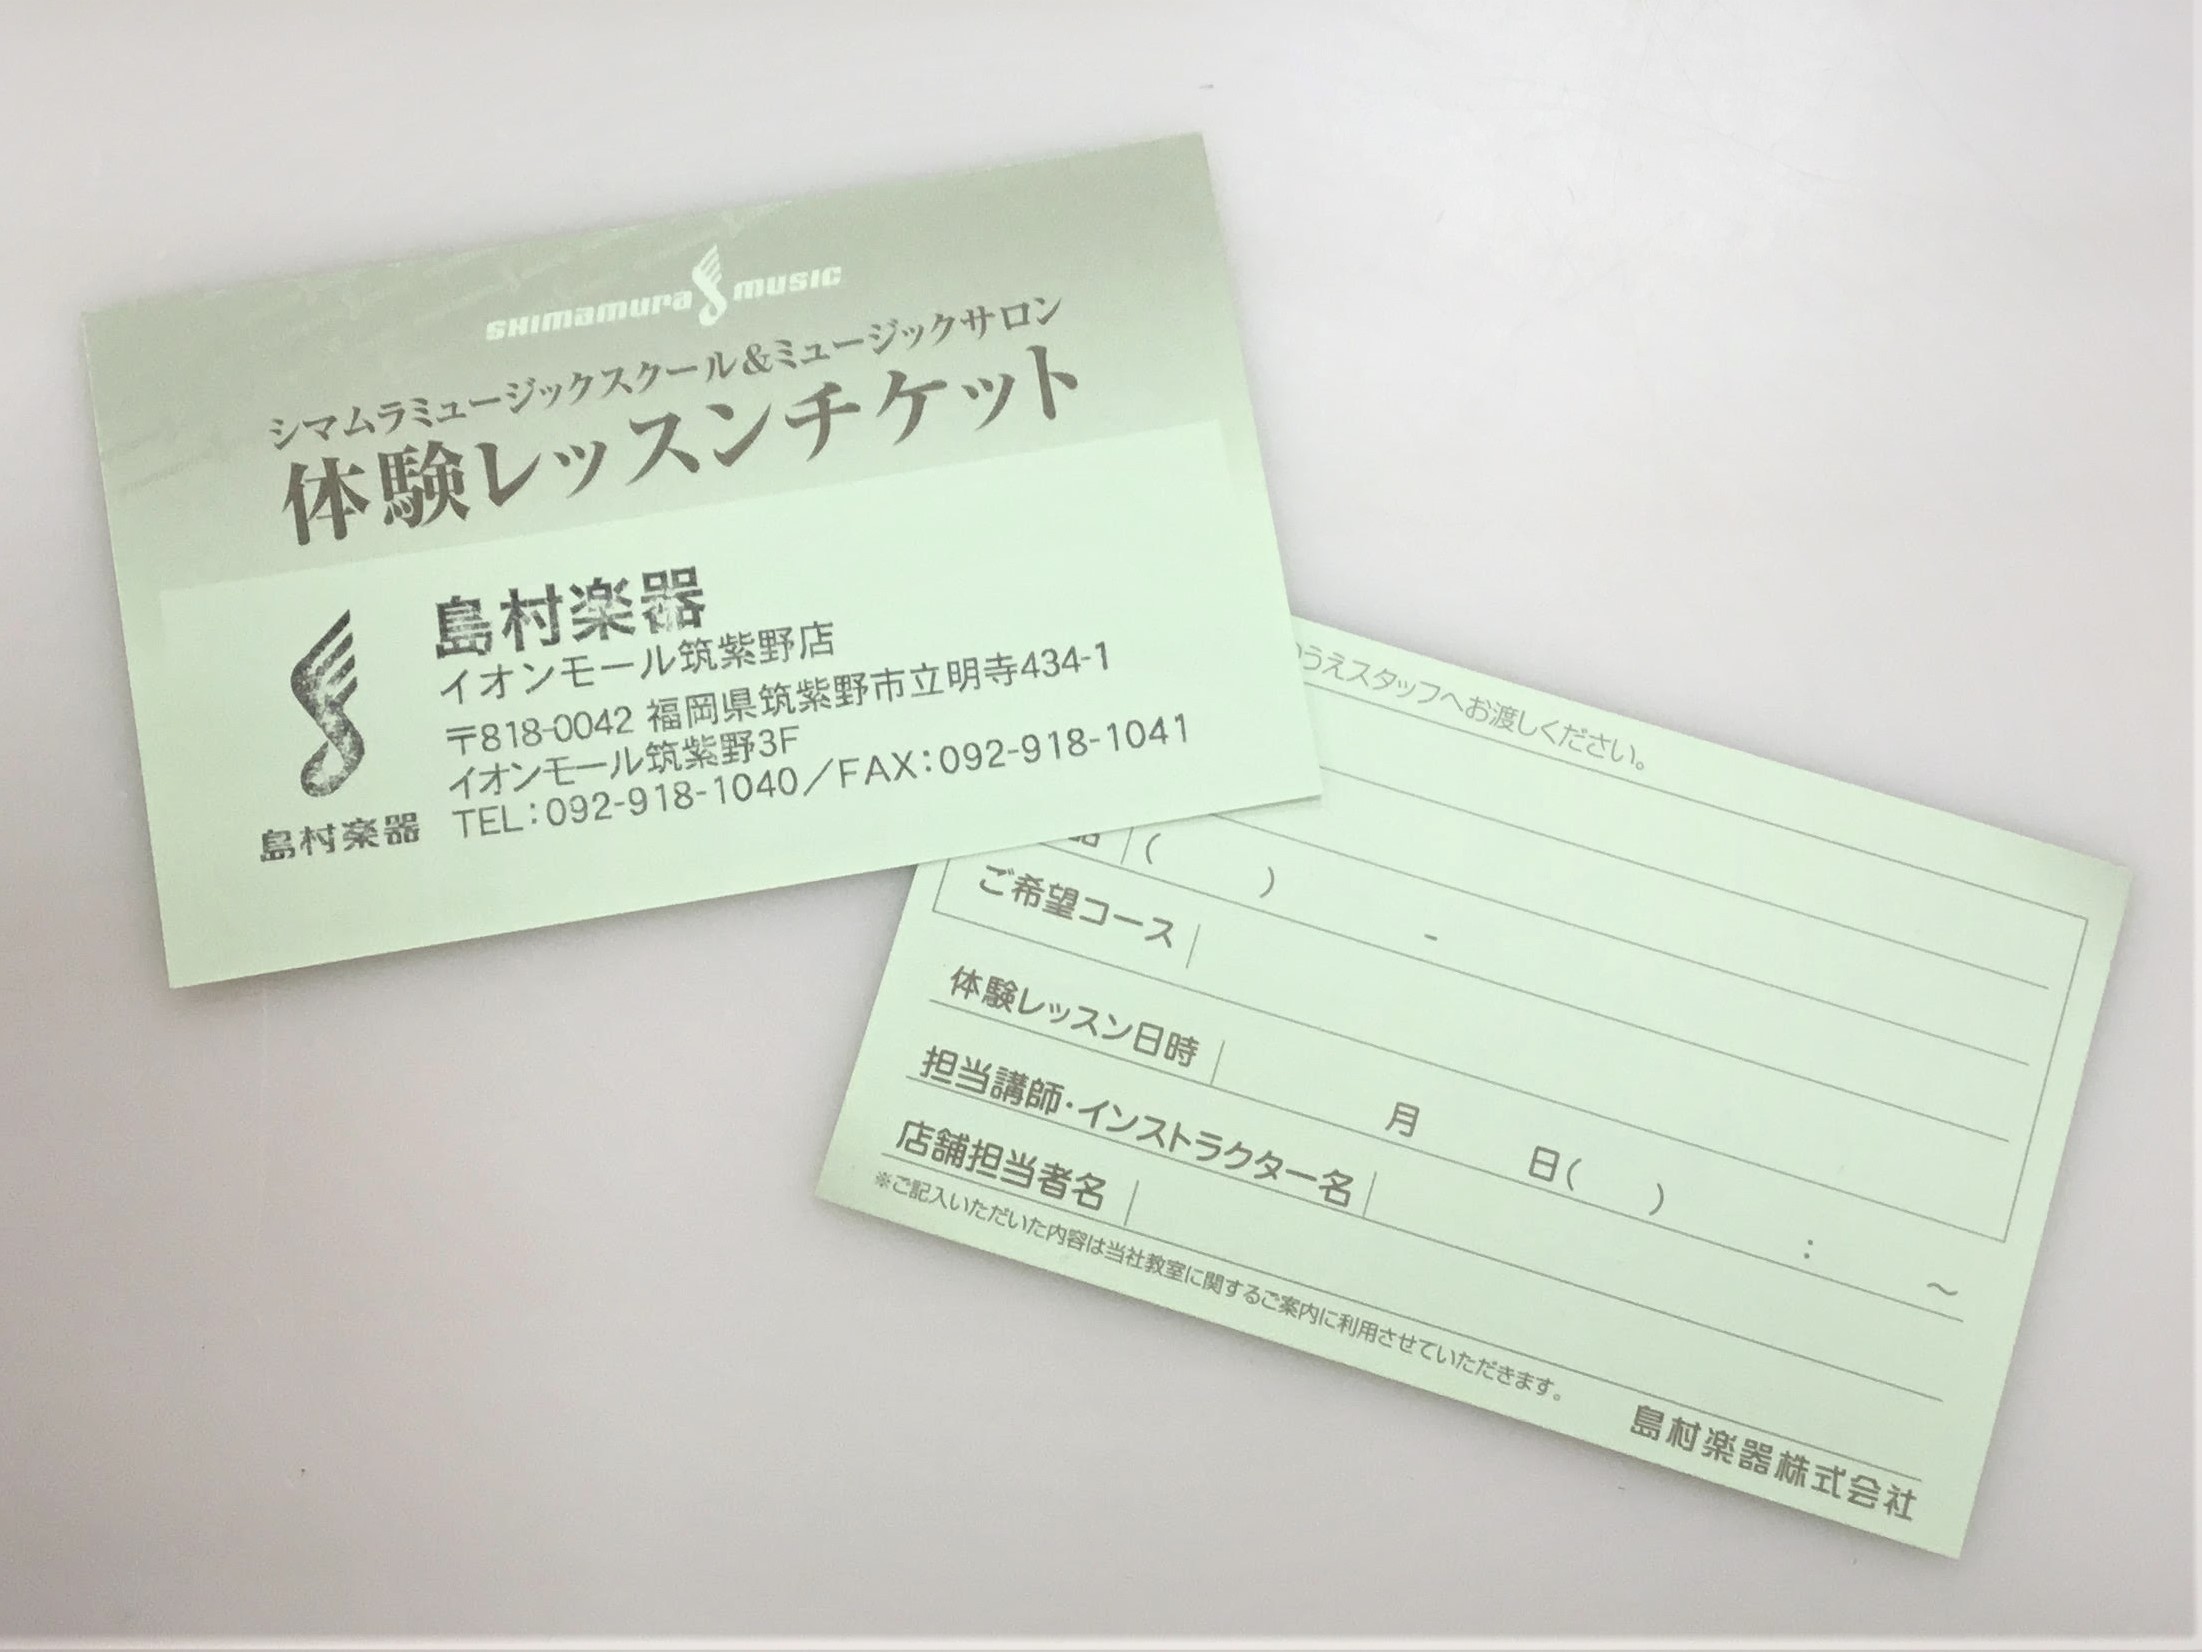 SHIMAMURA MUSIC
シマムラミュージックスクール&ミュージックサロン
体験レッスンチケット
島村楽器
イオンモール筑紫野店
〒818-0042 福岡県筑紫野市立明寺434-1
イオンモール筑紫野3F
TEL:092-918-1040/FAX:092-918-1041
島村楽器
うえスタッフへお渡しください。
( ) -
ご希望コース
体験レッスン日時 月 日( ) : ～
担当講師・インストラクター名
店舗担当者名
※ご記入いただいた内容は当社教室に関するご案内に利用させていただきます。
島村楽器株式会社